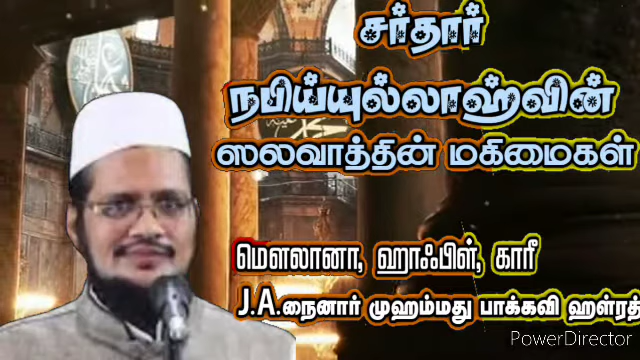 சர்தார்
நபிய்யுல்லாஹ்வின்
ஸலவாத்தின் மகிமைகள்
மௌலானா, ஹாஃபிள், காரீ
J.A.நைனார் முஹம்மது பாக்கவி ஹள்ரத்
PowerDirector